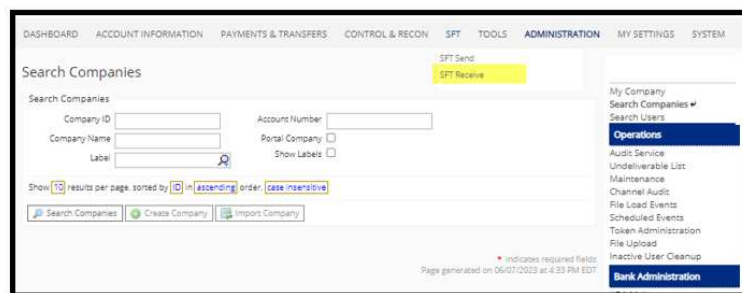 DASHBOARD ACCOUNT INFORMATION PAYMENTS & TRANSFERS CONTROL & RECON SFT TOOLS ADMINISTRATION MY SETTINGS SYSTEM
SFT Send
SFT Receive
Search Companies
Search Companies
Company ID Account Number
Company Name Portal Company
Label Show Labels
Show 10 results per page, sorted by ID in ascending order, case insensitive
Search Companies Create Company Import Company
* indicates required fields
Page generated on 06/07/2023 at 4:33 PM EDT
My Company
Search Companies
Search Users
Operations
Audit Service
Undeliverable List
Maintenance
Channel Audit
File Load Events
Scheduled Events
Token Administration
File Upload
Inactive User Cleanup
Bank Administration